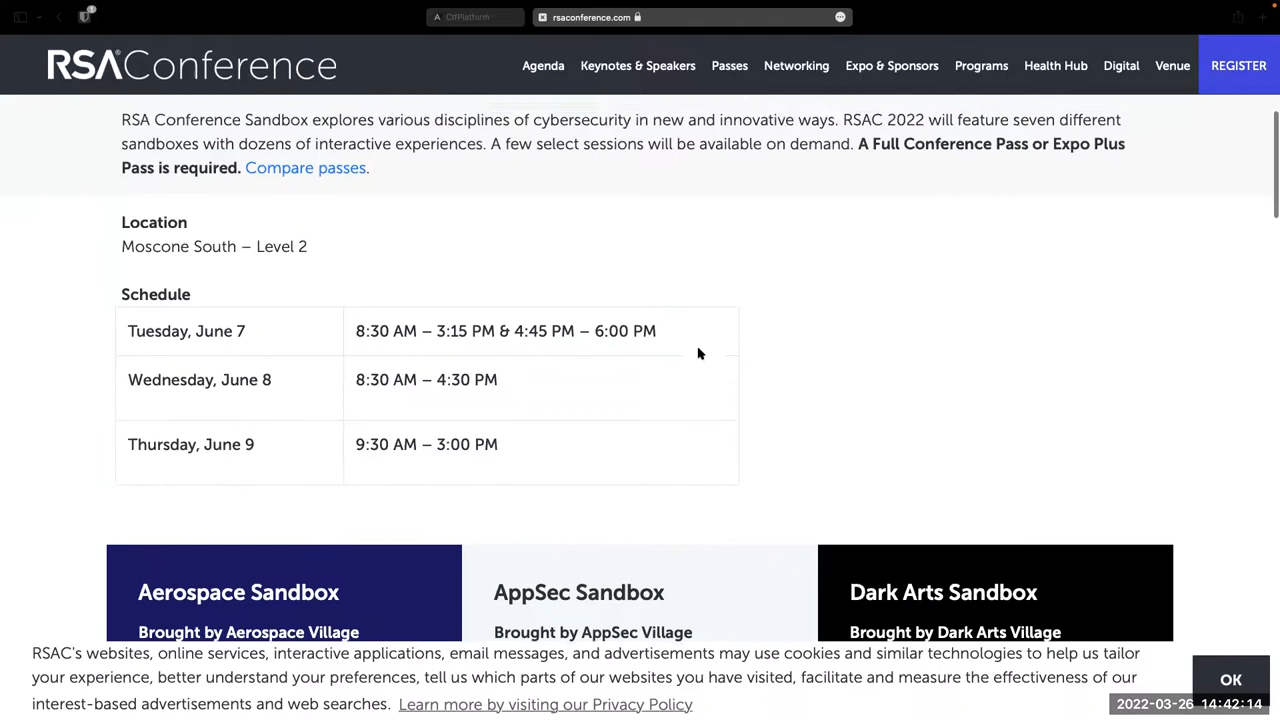 CtfPlatform
rsaconference.com
RSA®Conference
Agenda
Keynotes & Speakers
Passes
Networking
Expo & Sponsors
Programs
Health Hub
Digital
Venue
REGISTER
RSA Conference Sandbox explores various disciplines of cybersecurity in new and innovative ways. RSAC 2022 will feature seven different
sandboxes with dozens of interactive experiences. A few select sessions will be available on demand. A Full Conference Pass or Expo Plus
Pass is required. Compare passes.
Location
Moscone South – Level 2
Schedule
Tuesday, June 7 8:30 AM – 3:15 PM & 4:45 PM – 6:00 PM
Wednesday, June 8 8:30 AM – 4:30 PM
Thursday, June 9 9:30 AM – 3:00 PM
Aerospace Sandbox
Brought by Aerospace Village
AppSec Sandbox
Brought by AppSec Village
Dark Arts Sandbox
Brought by Dark Arts Village
RSAC's websites, online services, interactive applications, email messages, and advertisements may use cookies and similar technologies to help us tailor
your experience, better understand your preferences, tell us which parts of our websites you have visited, facilitate and measure the effectiveness of our
interest-based advertisements and web searches. Learn more by visiting our Privacy Policy
OK
2022-03-26 14:42:14